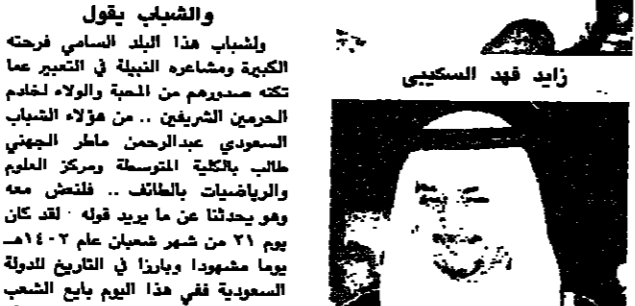 والشباب يقول
ولشباب هذا البلد السامي فرحته
الكبيرة ومشاعره النبيلة في التعبير عما
تكنه صدورهم من المحبة والولاء لخادم
الحرمين الشريفين .. من هؤلاء الشباب
السعودي عبدالرحمن ماطر الجهني
طالب بالكلية المتوسطة ومركز العلوم
والرياضيات بالطائف .. فلنعض معه
وهو يحدثنا عن ما يريد قوله · لقد كان
يوم ٢١ من شهر شعبان عام ١٤٠٢هـ
يوما مشهودا وبارزا في التاريخ للدولة
السعودية ففي هذا اليوم بايع الشعب
زايد فهد السكيبي